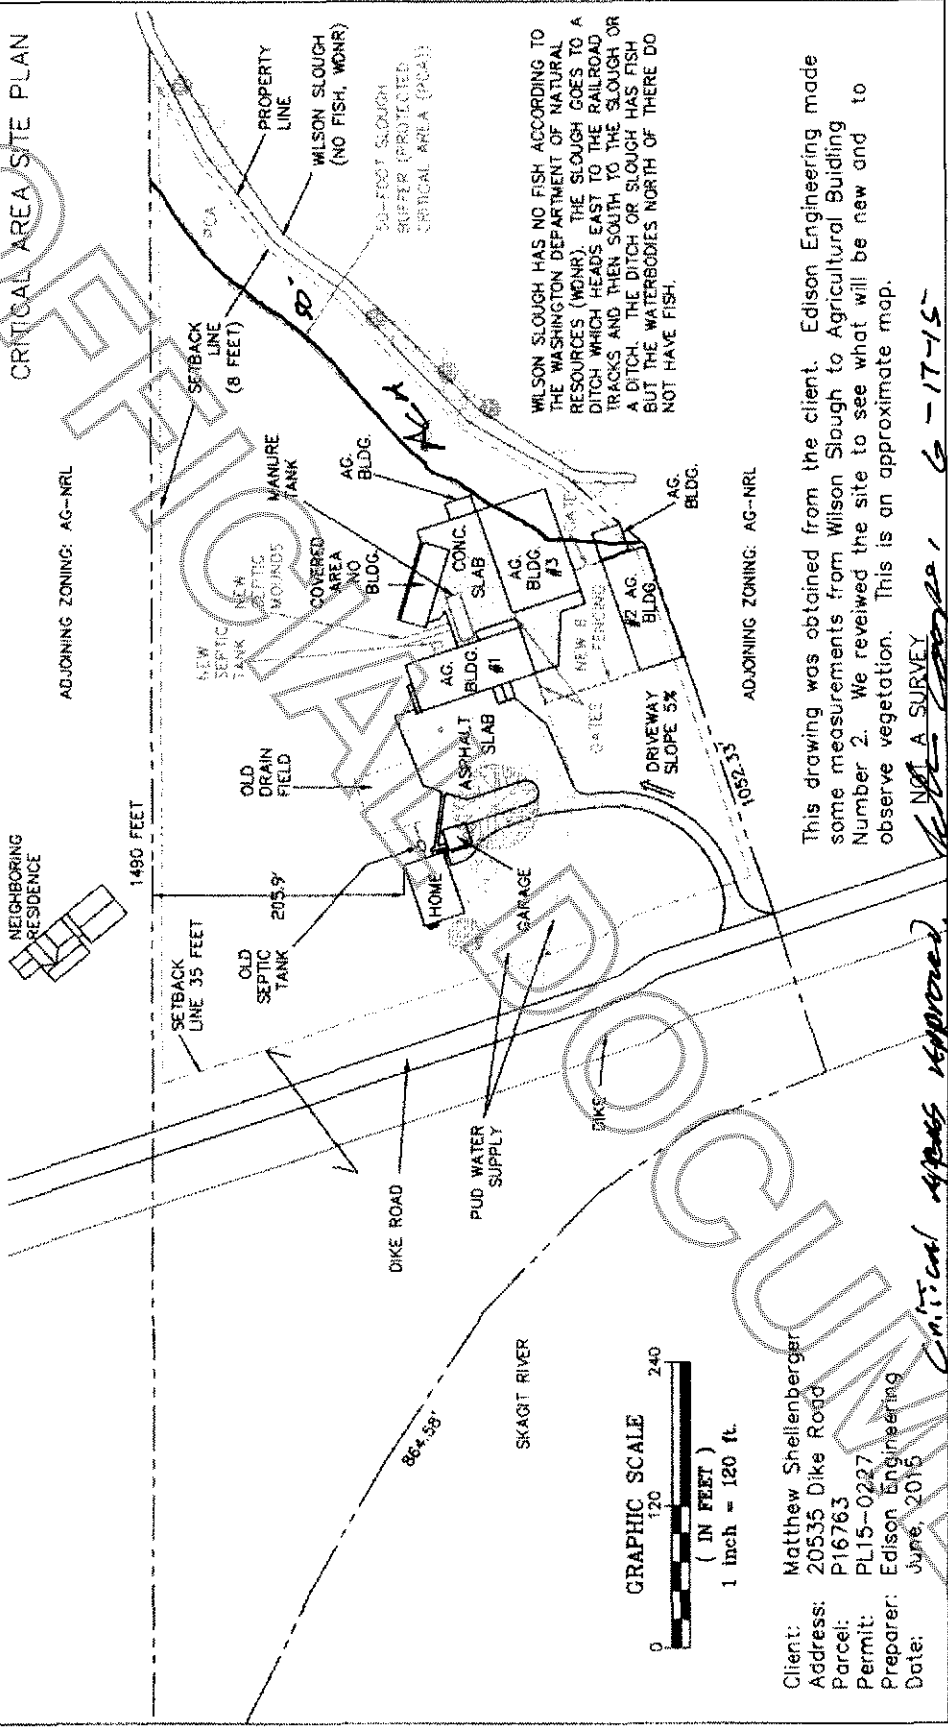 CRITICAL AREA SITE PLAN
NEIGHBORING
RESIDENCE
ADJOINING ZONING: AG-NRL
1490 FEET
SETBACK
LINE 35 FEET
205.9'
OLD
SEPTIC
TANK
OLD
DRAIN
FIELD
NEW
SEPTIC
TANK
NEW
SEPTIC
MOUNDS
COVERED
AREA
NO
BLDG.
MANURE
TANK
AG.
BLDG.
SETBACK
LINE
(8 FEET)
PROPERTY
LINE
WILSON SLOUGH
(NO FISH, WDNR)
50-FOOT SLOUGH
BUFFER (PROTECTED
CRITICAL AREA (PCA))
PCA
50'
HOME
GARAGE
ASPHALT
SLAB
AG.
BLDG.
#1
CONC.
SLAB
AG.
BLDG.
#3
#2 AG.
BLDG.
AG.
BLDG.
GATES
NEW
FENCING
GATE
DRIVEWAY
SLOPE 5%
1052.33'
ADJOINING ZONING: AG-NRL
DIKE ROAD
PUD WATER
SUPPLY
DIKE
864.58'
SKAGIT RIVER
WILSON SLOUGH HAS NO FISH ACCORDING TO
THE WASHINGTON DEPARTMENT OF NATURAL
RESOURCES (WDNR). THE SLOUGH GOES TO A
DITCH WHICH HEADS EAST TO THE RAILROAD
TRACKS AND THEN SOUTH TO THE SLOUGH OR
A DITCH. THE DITCH OR SLOUGH HAS FISH
BUT THE WATERBODIES NORTH OF THERE DO
NOT HAVE FISH.
GRAPHIC SCALE
0 120 240
( IN FEET )
1 inch = 120 ft.
Client: Matthew Shellenberger
Address: 20535 Dike Road
Parcel: P16763
Permit: PL15-0227
Preparer: Edison Engineering
Date: June, 2015
This drawing was obtained from the client. Edison Engineering made
some measurements from Wilson Slough to Agricultural Buidling
Number 2. We reveiwed the site to see what will be new and to
observe vegetation. This is an approximate map.
NOT A SURVEY
Critical Areas Approved
6-17-15
OFFICIAL DOCUMENT